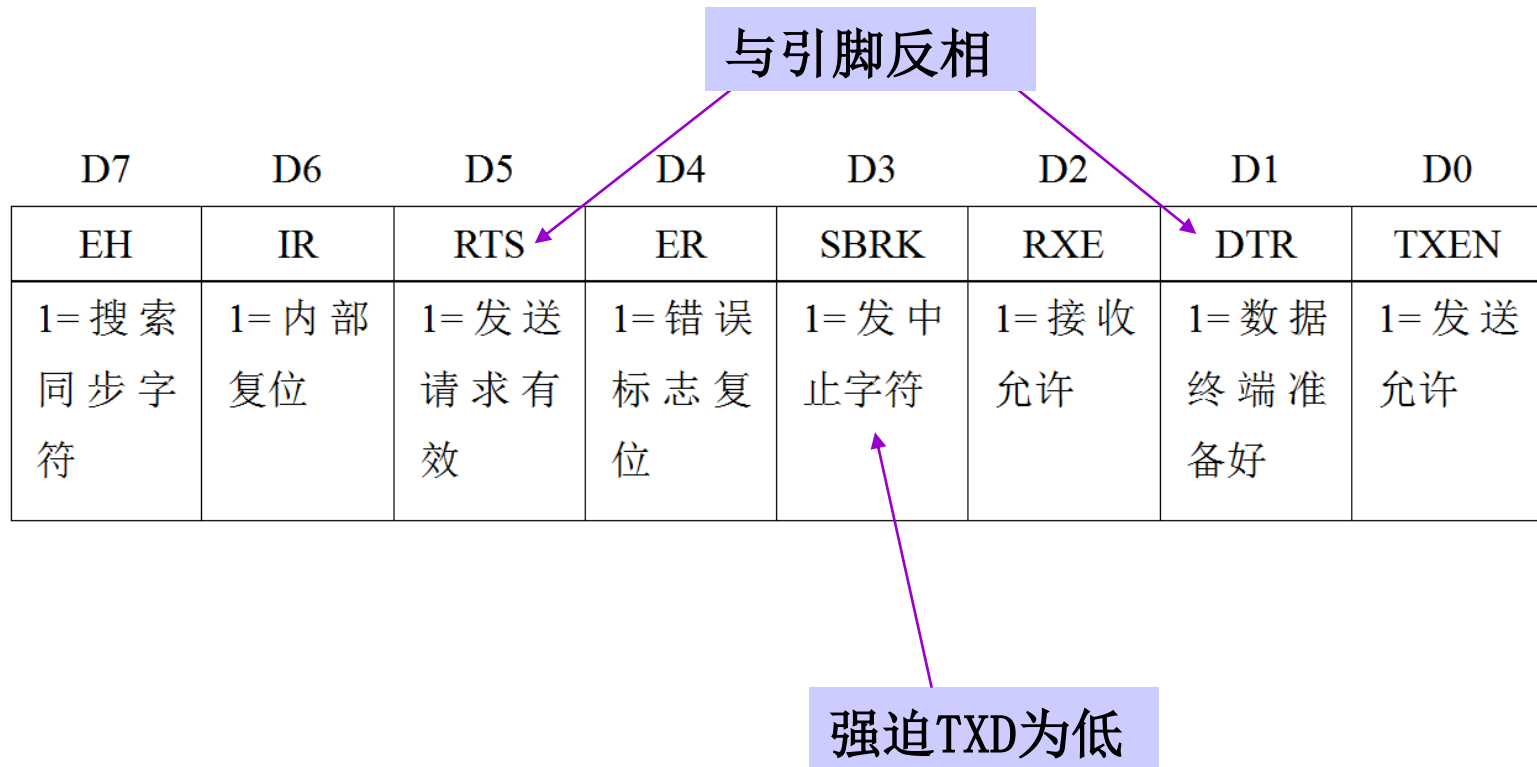 与引脚反相
D7 D6 D5 D4 D3 D2 D1 D0
EH IR RTS ER SBRK RXE DTR TXEN
1=搜索 1=内部 1=发送 1=错误 1=发中 1=接收 1=数据 1=发送
同步字 复位 请求有 标志复 止字符 允许 终端准 允许
符 效 位 备好
强迫TXD为低